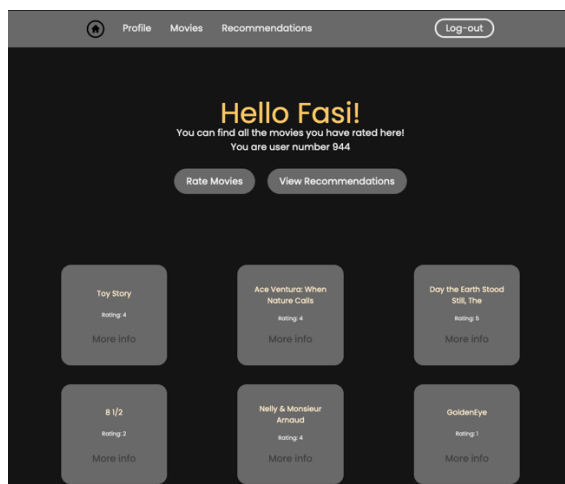 Profile Movies Recommendations Log-out
Hello Fasi!
You can find all the movies you have rated here!
You are user number 944
Rate Movies View Recommendations
Toy Story
Rating: 4
More info
Ace Ventura: When
Nature Calls
Rating: 4
More info
Day the Earth Stood
Still, The
Rating: 5
More info
8 1/2
Rating: 2
More info
Nelly & Monsieur
Arnaud
Rating: 4
More info
GoldenEye
Rating: 1
More info